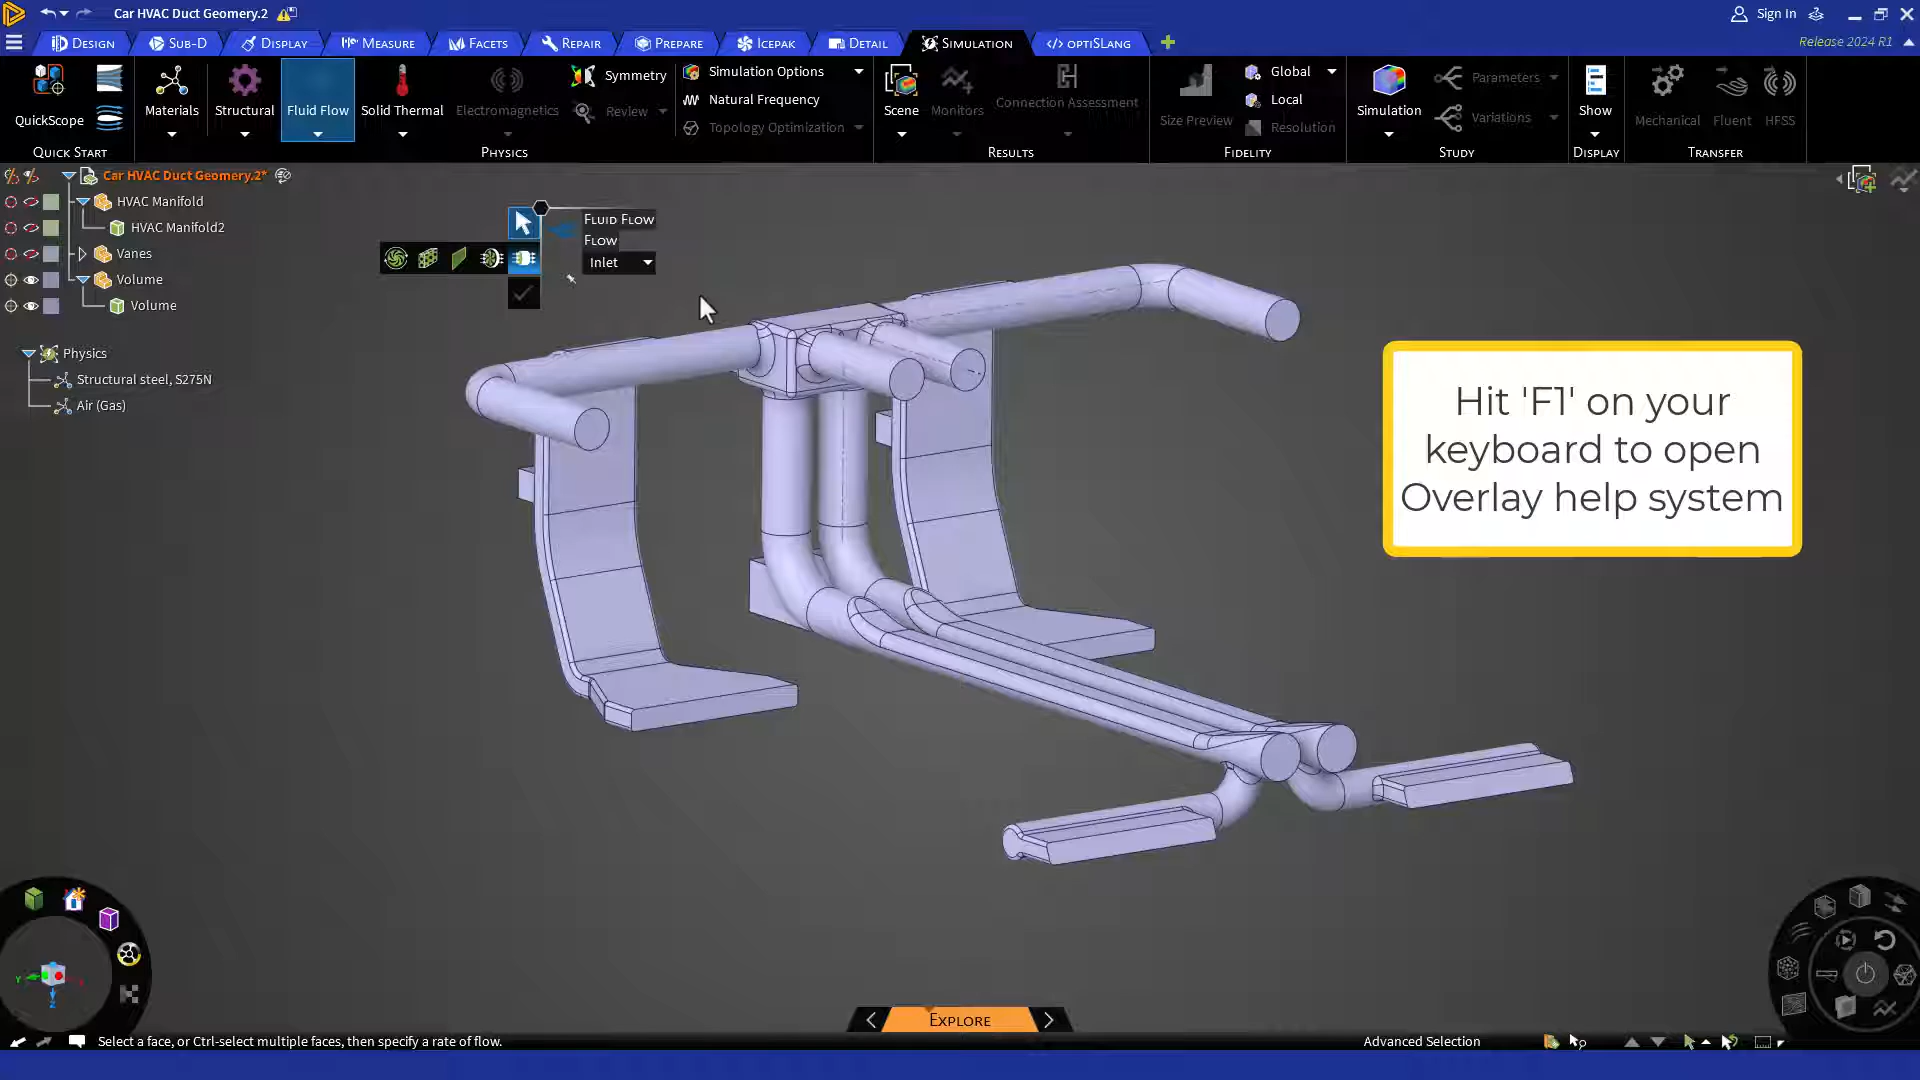 Car HVAC Duct Geometry.2
Sign In
Design
Sub-D
Display
Measure
Facets
Repair
Prepare
Icepak
Detail
Simulation
optiSLang
Release 2024 R1
QuickScope
Quick Start
Materials
Structural
Fluid Flow
Solid Thermal
Electromagnetics
Symmetry
Review
Simulation Options
Natural Frequency
Topology Optimization
Physics
Scene
Monitors
Connection Assessment
Results
Size Preview
Global
Local
Resolution
Fidelity
Simulation
Parameters
Variations
Study
Show
Display
Mechanical
Fluent
HFSS
Transfer
Car HVAC Duct Geometry.2*
HVAC Manifold
HVAC Manifold2
Vanes
Volume
Volume
Physics
Structural steel, S275N
Air (Gas)
Fluid Flow
Flow
Inlet
Hit 'F1' on your
keyboard to open
Overlay help system
Y
Z
Explore
Select a face, or Ctrl-select multiple faces, then specify a rate of flow.
Advanced Selection